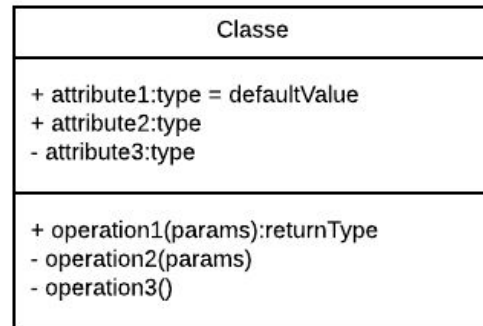 Classe
+ attribute1:type = defaultValue
+ attribute2:type
- attribute3:type
+ operation1(params):returnType
- operation2(params)
- operation3()